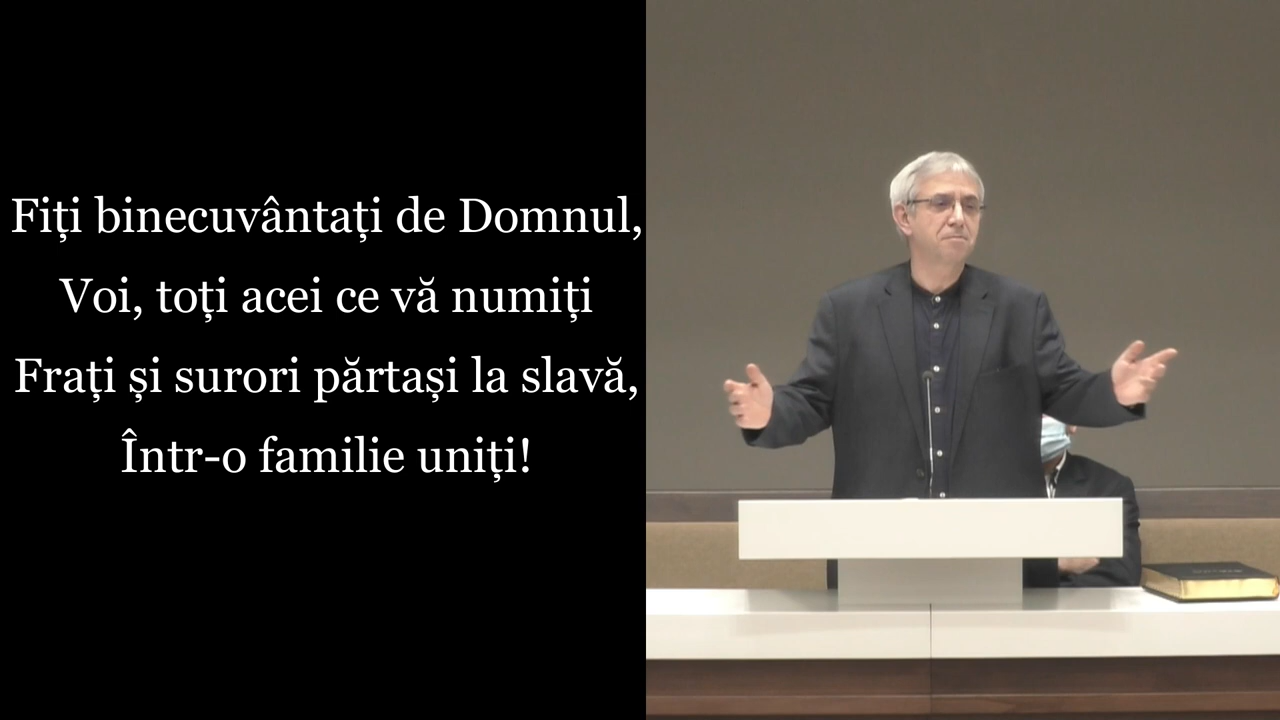 Fiți binecuvântați de Domnul,
Voi, toți acei ce vă numiți
Frați și surori părtași la slavă,
Într-o familie uniți!